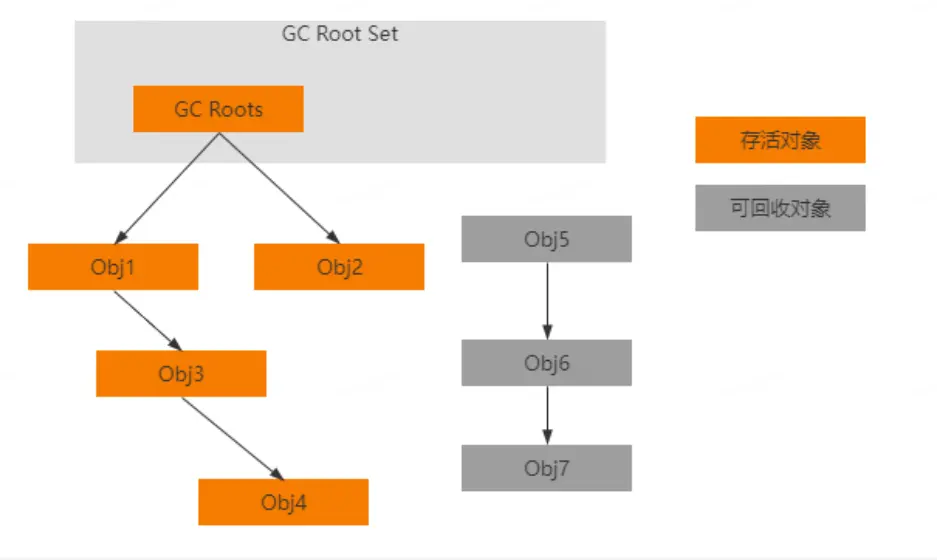 GC Root Set
GC Roots
存活对象
可回收对象
Obj5
Obj1
Obj2
Obj6
Obj3
Obj7
Obj4